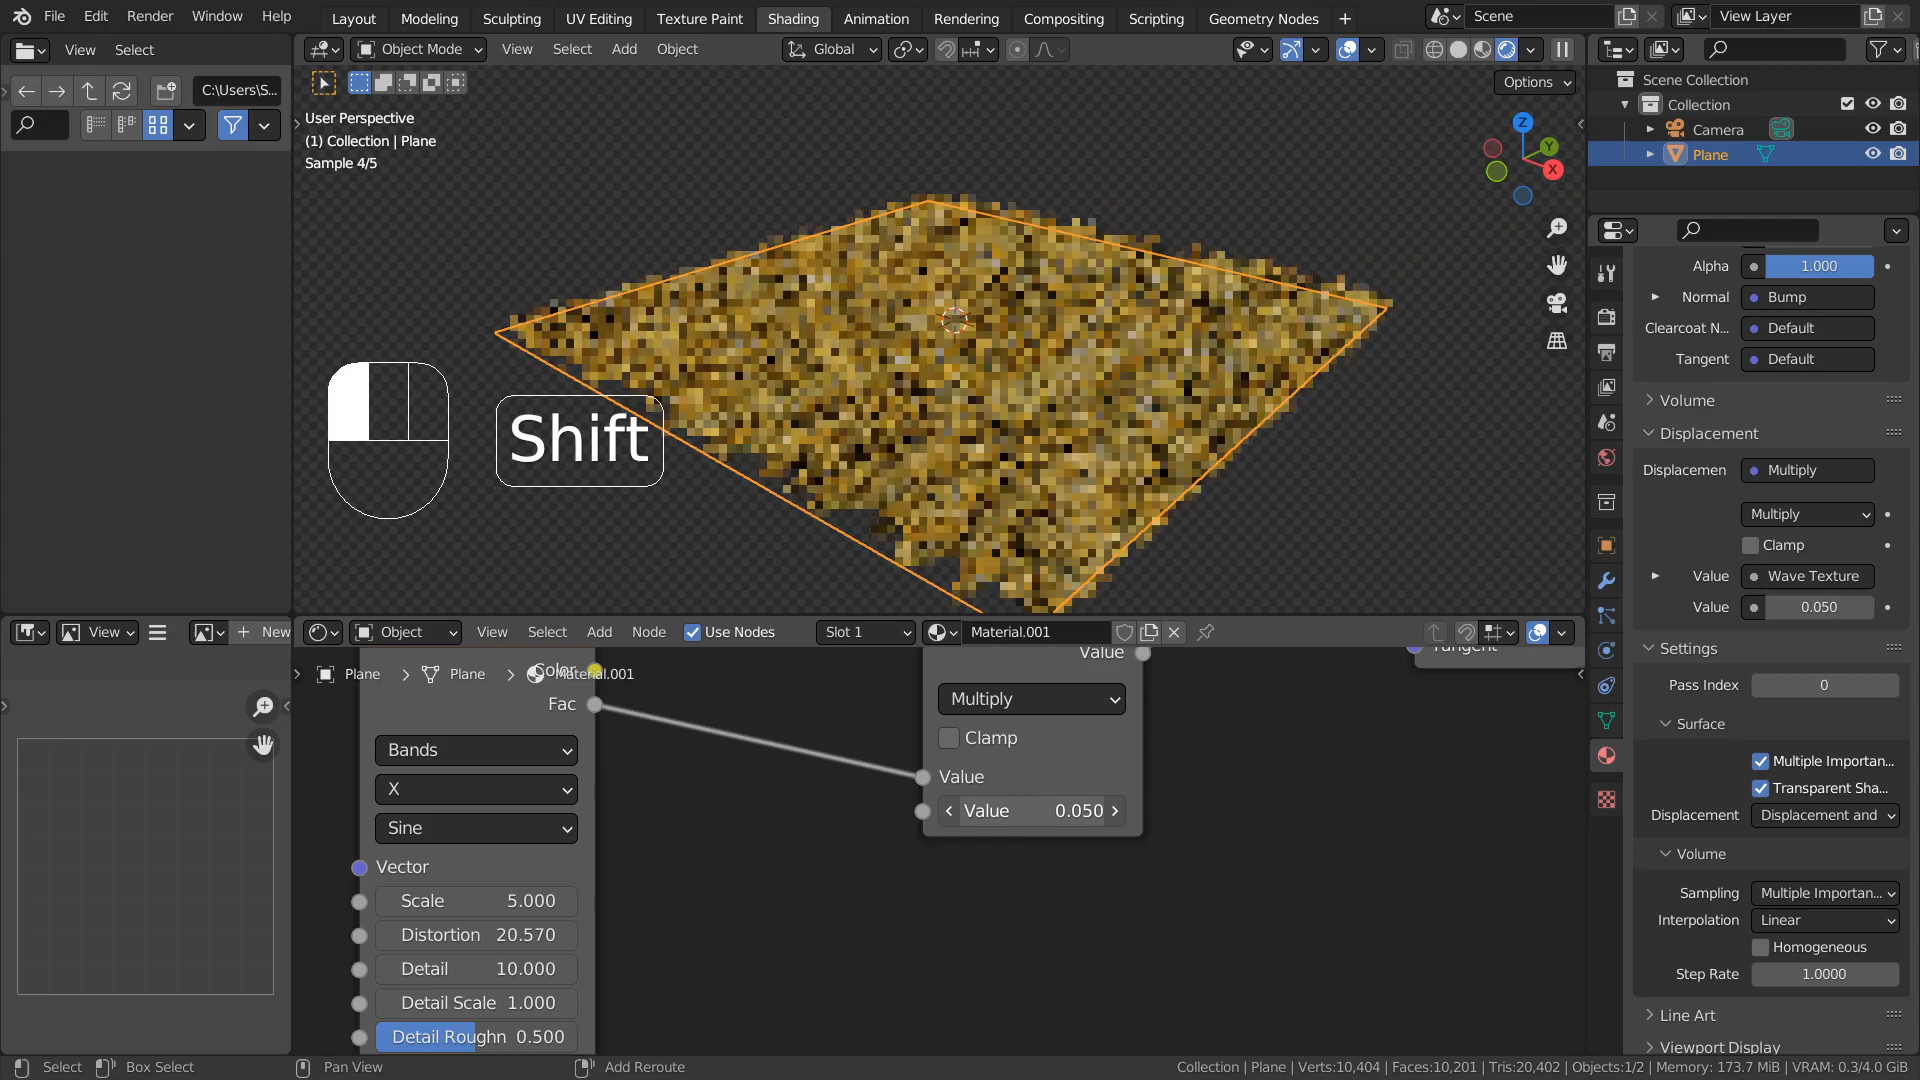 File Edit Render Window Help
Layout Modeling Sculpting UV Editing Texture Paint Shading Animation Rendering Compositing Scripting Geometry Nodes +
Scene
View Layer
View Select
Object Mode View Select Add Object
Global
C:\Users\S...
Options
User Perspective
(1) Collection | Plane
Sample 4/5
Z
Y
X
Shift
Scene Collection
Collection
Camera
Plane
Alpha 1.000
Normal Bump
Clearcoat N... Default
Tangent Default
Volume
Displacement
Displacemen Multiply
Multiply
Clamp
Value Wave Texture
Value 0.050
Settings
Pass Index 0
Surface
Multiple Importan...
Transparent Sha...
Displacement Displacement and
Volume
Sampling Multiple Importan...
Interpolation Linear
Homogeneous
Step Rate 1.0000
Line Art
Viewport Display
View
+ New
Object View Select Add Node Use Nodes Slot 1 Material.001
Plane > Plane > Material.001
Color
Fac
Bands
X
Sine
Vector
Scale 5.000
Distortion 20.570
Detail 10.000
Detail Scale 1.000
Detail Roughn 0.500
Value
Multiply
Clamp
Value
Value 0.050
Tangent
Select Box Select Pan View Add Reroute
Collection | Plane | Verts:10,404 | Faces:10,201 | Tris:20,402 | Objects:1/2 | Memory: 173.7 MiB | VRAM: 0.3/4.0 GiB